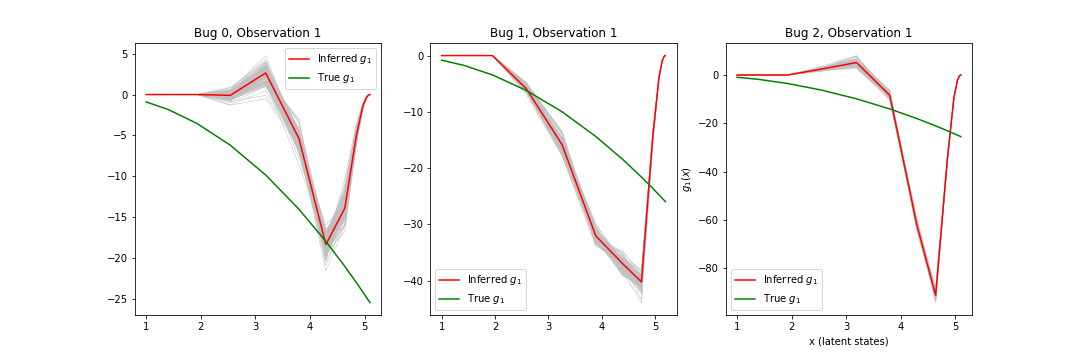 Bug 0, Observation 1
5
0
−5
−10
−15
−20
−25
1
2
3
4
5
Inferred g₁
True g₁
Bug 1, Observation 1
0
−10
−20
−30
−40
1
2
3
4
5
Inferred g₁
True g₁
Bug 2, Observation 1
g₁(x)
0
−20
−40
−60
−80
1
2
3
4
5
x (latent states)
Inferred g₁
True g₁